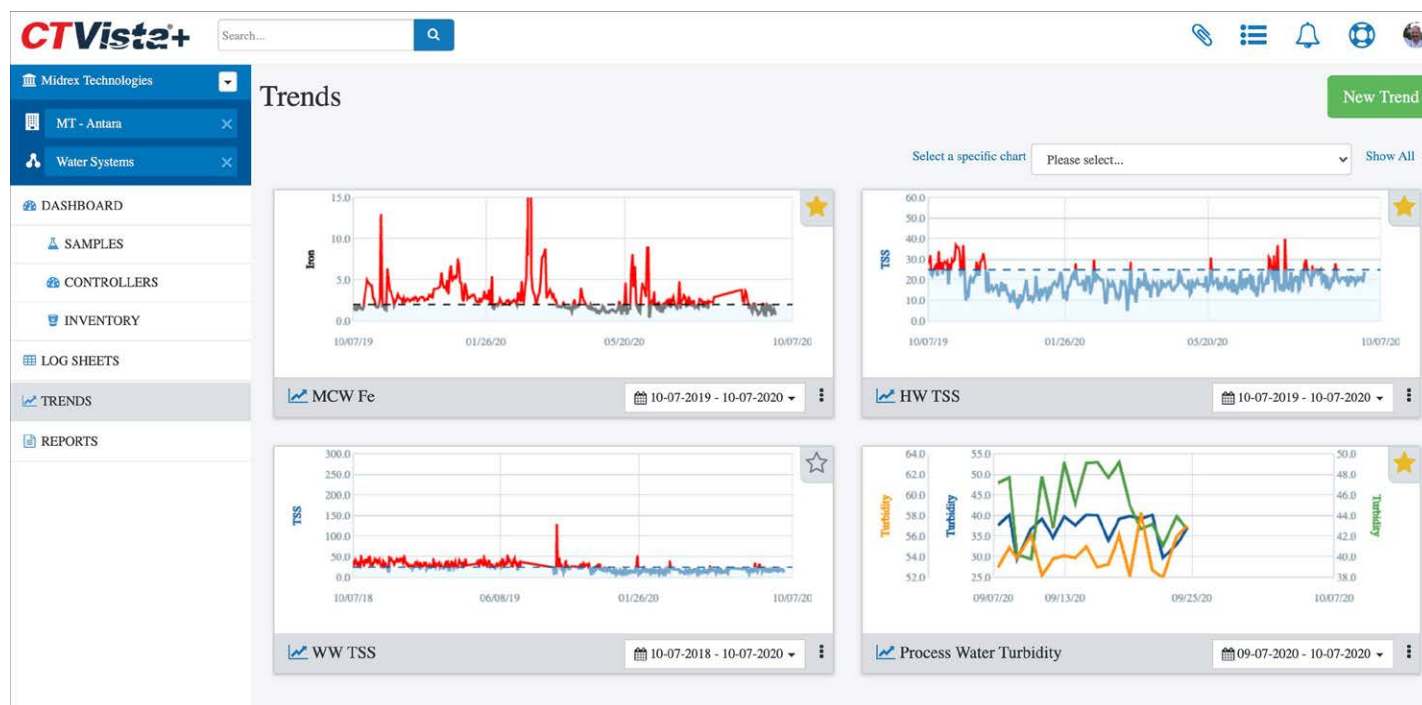 CTVista+
Search...
Midrex Technologies
MT - Antara
Water Systems
DASHBOARD
SAMPLES
CONTROLLERS
INVENTORY
LOG SHEETS
TRENDS
REPORTS
Trends
New Trend
Select a specific chart
Please select...
Show All
Iron
15.0
10.0
5.0
0.0
10/07/19
01/26/20
05/20/20
10/07/20
MCW Fe
10-07-2019 - 10-07-2020
TSS
60.0
50.0
40.0
30.0
20.0
10.0
0.0
10/07/19
01/26/20
05/20/20
10/07/20
HW TSS
10-07-2019 - 10-07-2020
TSS
300.0
250.0
200.0
150.0
100.0
50.0
0.0
10/07/18
06/08/19
01/26/20
10/07/20
WW TSS
10-07-2018 - 10-07-2020
Turbidity
64.0
62.0
60.0
58.0
56.0
54.0
52.0
Turbidity
55.0
50.0
45.0
40.0
35.0
30.0
25.0
50.0
48.0
46.0
44.0
42.0
40.0
38.0
Turbidity
09/07/20
09/13/20
09/25/20
10/07/20
Process Water Turbidity
09-07-2020 - 10-07-2020